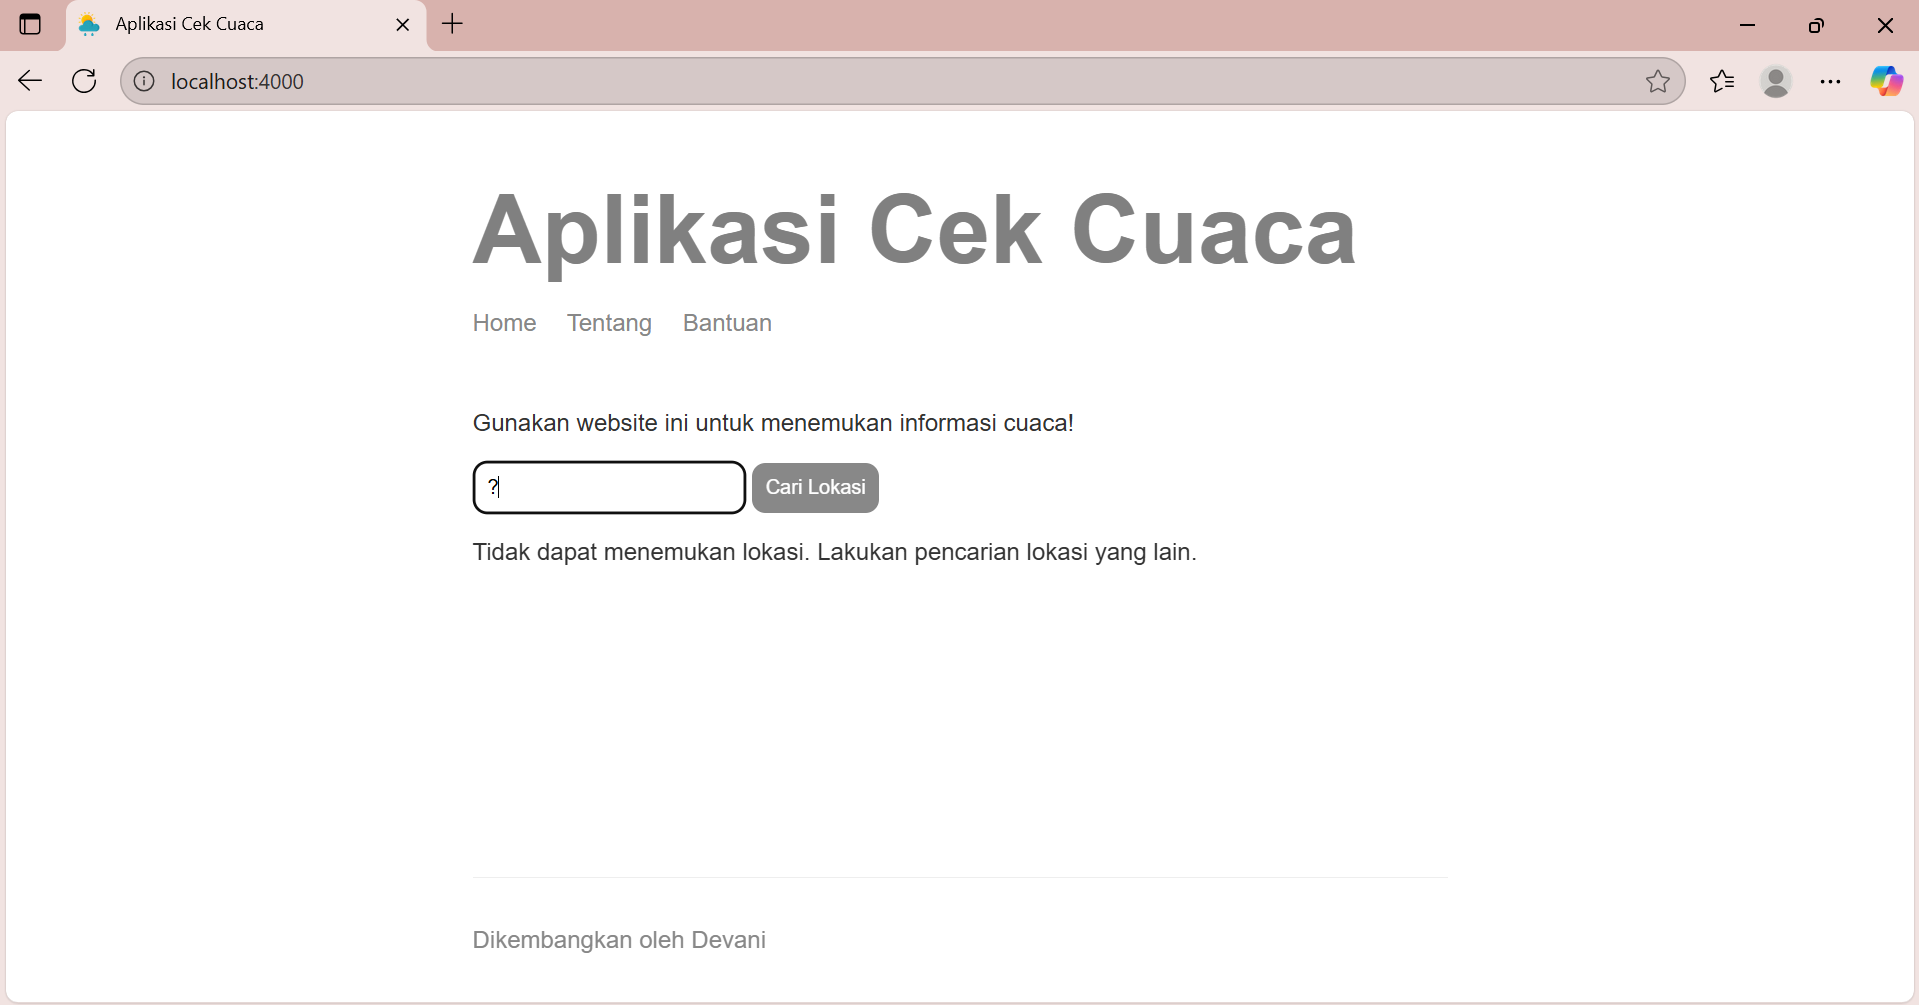 Aplikasi Cek Cuaca
localhost:4000
Aplikasi Cek Cuaca
Home Tentang Bantuan
Gunakan website ini untuk menemukan informasi cuaca!
? Cari Lokasi
Tidak dapat menemukan lokasi. Lakukan pencarian lokasi yang lain.
Dikembangkan oleh Devani